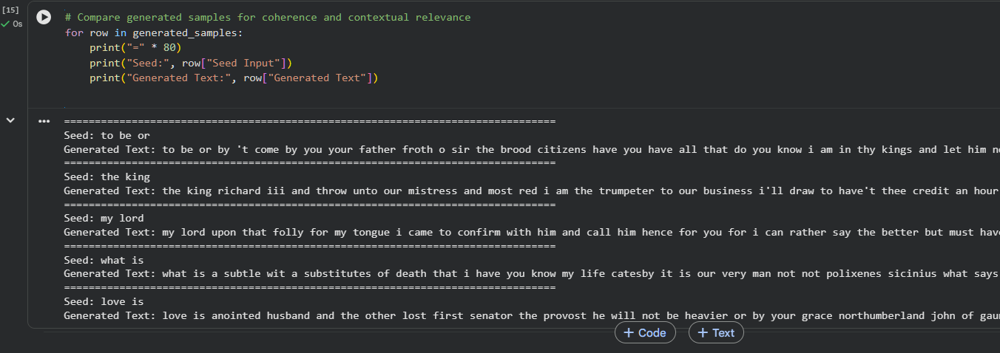 [15]
0s
# Compare generated samples for coherence and contextual relevance
for row in generated_samples:
    print("=" * 80)
    print("Seed:", row["Seed Input"])
    print("Generated Text:", row["Generated Text"])
================================================================================
Seed: to be or
Generated Text: to be or by 't come by you your father froth o sir the brood citizens have you have all that do you know i am in thy kings and let him
================================================================================
Seed: the king
Generated Text: the king richard iii and throw unto our mistress and most red i am the trumpeter to our business i'll draw to have't thee credit an hour
================================================================================
Seed: my lord
Generated Text: my lord upon that folly for my tongue i came to confirm with him and call him hence for you for i can rather say the better but must
================================================================================
Seed: what is
Generated Text: what is a subtle wit a substitutes of death that i have you know my life catesby it is our very man not not polixenes sicinius what says
================================================================================
Seed: love is
Generated Text: love is anointed husband and the other lost first senator the provost he will not be heavier or by your grace northumberland john of
+ Code
+ Text